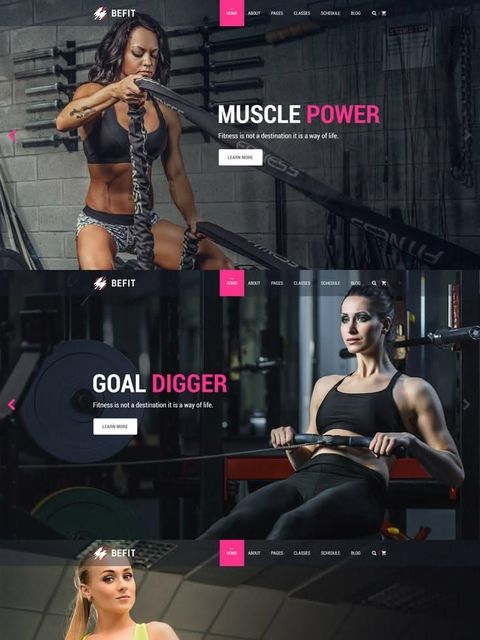 BEFIT
HOME ABOUT PAGES CLASSES SCHEDULE BLOG
MUSCLE POWER
Fitness is not a destination it is a way of life.
LEARN MORE
FITNESS
FITNESS
BEFIT
HOME ABOUT PAGES CLASSES SCHEDULE BLOG
GOAL DIGGER
Fitness is not a destination it is a way of life.
LEARN MORE
BEFIT
HOME ABOUT PAGES CLASSES SCHEDULE BLOG